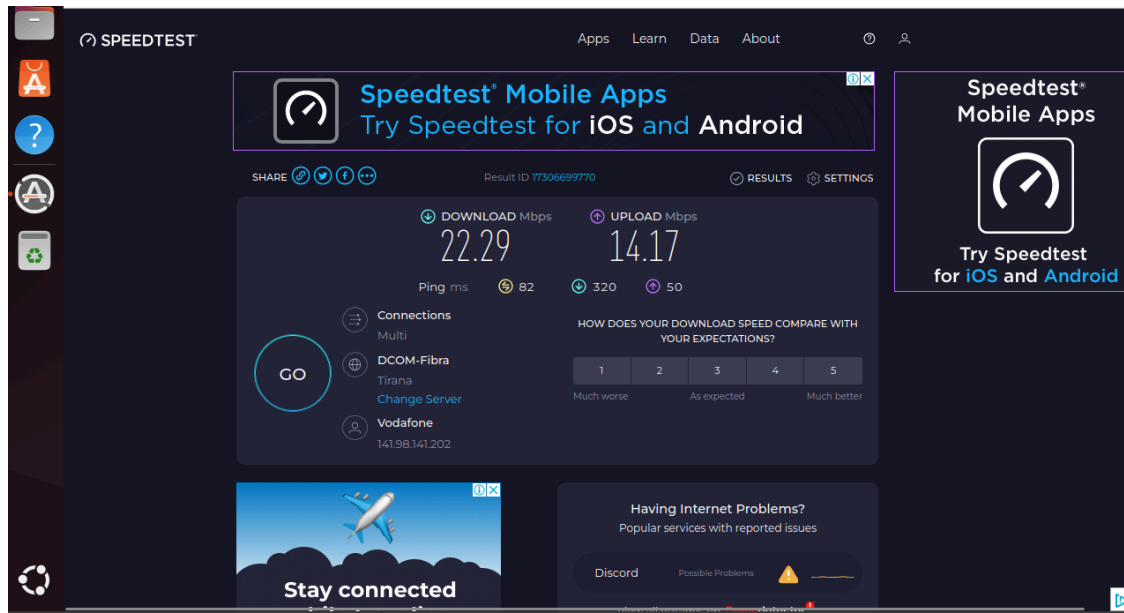 SPEEDTEST
Apps Learn Data About
Speedtest® Mobile Apps
Try Speedtest for iOS and Android
Speedtest®
Mobile Apps
Try Speedtest
for iOS and Android
SHARE
Result ID 17306699770
RESULTS SETTINGS
DOWNLOAD Mbps
22.29
UPLOAD Mbps
14.17
Ping ms 82 320 50
GO
Connections
Multi
DCOM-Fibra
Tirana
Change Server
Vodafone
141.98.141.202
HOW DOES YOUR DOWNLOAD SPEED COMPARE WITH
YOUR EXPECTATIONS?
1 2 3 4 5
Much worse As expected Much better
Stay connected
Having Internet Problems?
Popular services with reported issues
Discord Possible Problems